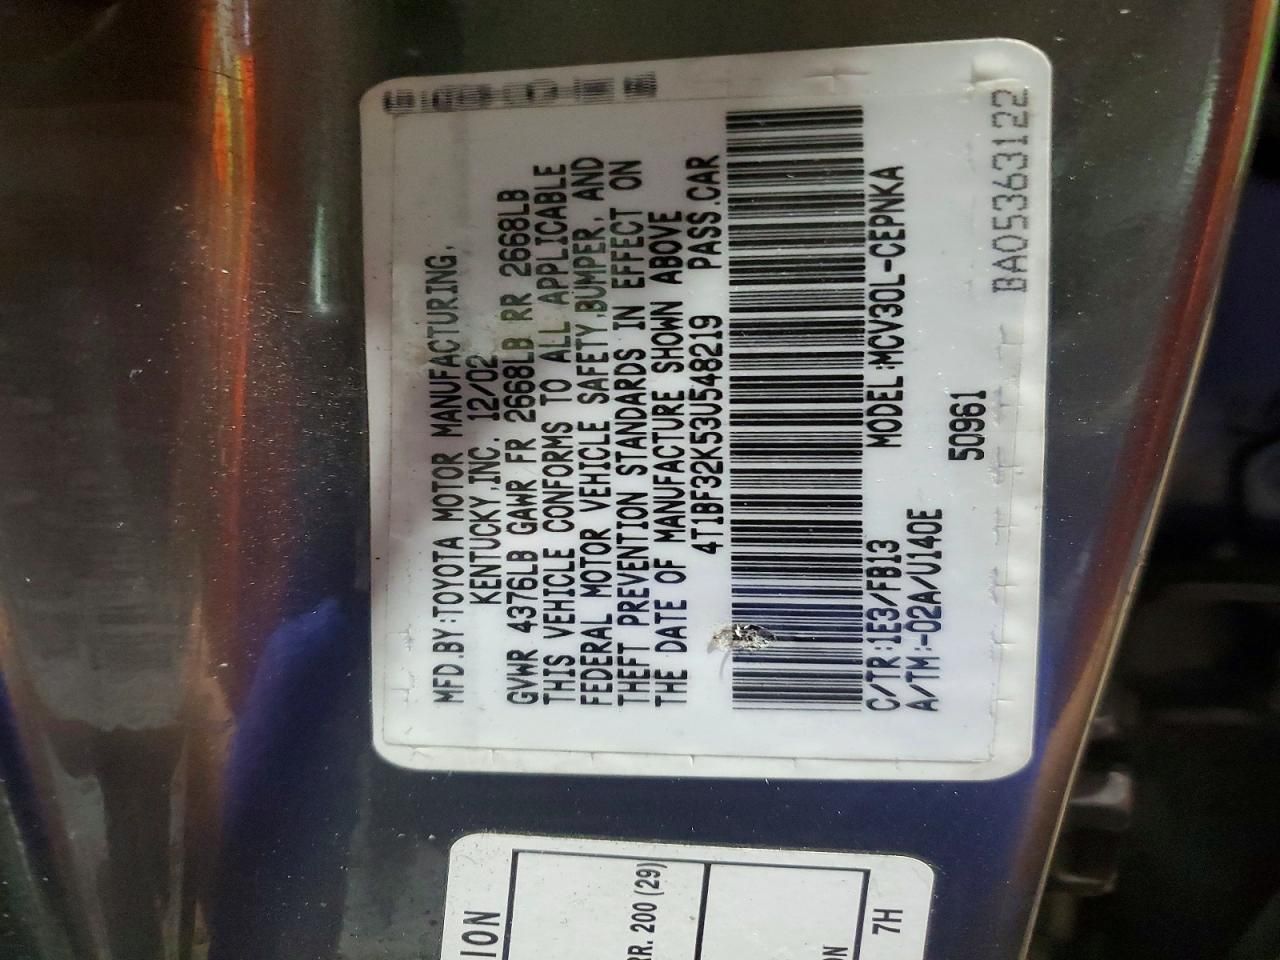 MFD.BY:TOYOTA MOTOR MANUFACTURING,
KENTUCKY,INC. 12/02
GVWR 4376LB GAWR FR 2668LB RR 2668LB
THIS VEHICLE CONFORMS TO ALL APPLICABLE
FEDERAL MOTOR VEHICLE SAFETY,BUMPER, AND
THEFT PREVENTION STANDARDS IN EFFECT ON
THE DATE OF MANUFACTURE SHOWN ABOVE
4T1BF32K53U548219 PASS.CAR
C/TR:1E3/FB13 MODEL:MCV30L-CEPNKA
A/TM:-02A/U140E
50961
BA05363122
ION
RR. 200 (29)
ON
7H